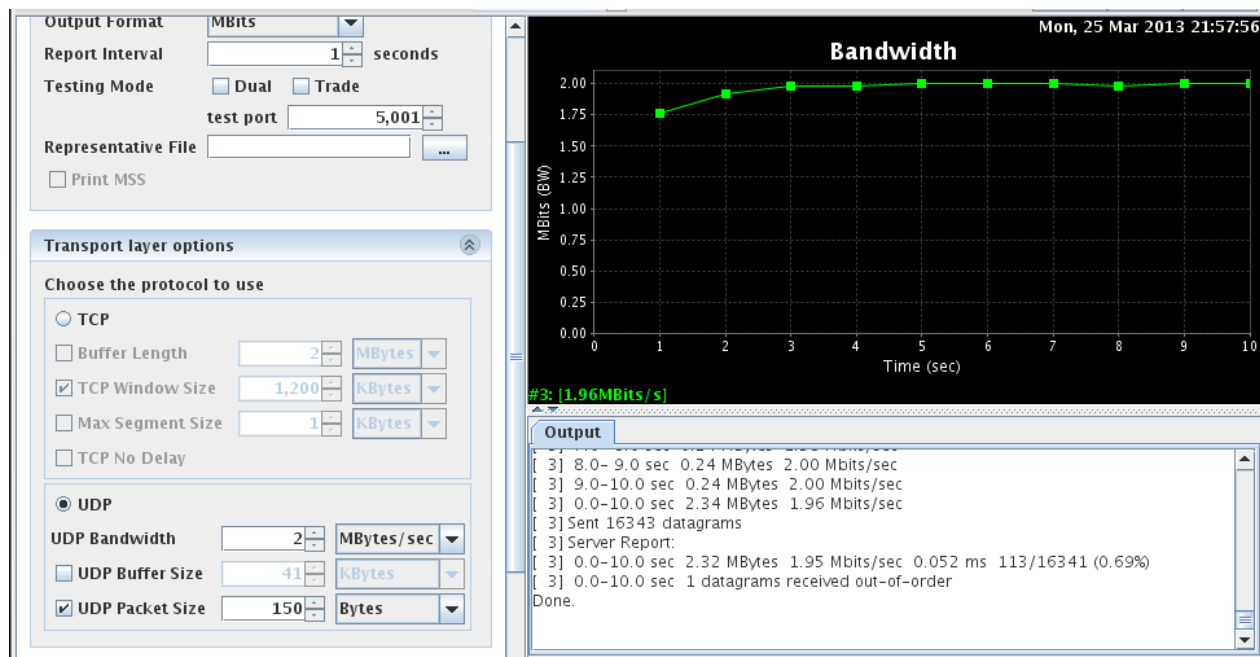 Output Format MBits
Report Interval 1 seconds
Testing Mode Dual Trade
test port 5,001
Representative File ...
Print MSS
Transport layer options
Choose the protocol to use
TCP
Buffer Length 2 MBytes
TCP Window Size 1,200 KBytes
Max Segment Size 1 KBytes
TCP No Delay
UDP
UDP Bandwidth 2 MBytes/sec
UDP Buffer Size 41 KBytes
UDP Packet Size 150 Bytes
Mon, 25 Mar 2013 21:57:56
Bandwidth
MBits (BW)
2.00
1.75
1.50
1.25
1.00
0.75
0.50
0.25
0.00
0 1 2 3 4 5 6 7 8 9 10
Time (sec)
#3: [1.96MBits/s]
Output
[ 3] 8.0- 9.0 sec 0.24 MBytes 2.00 Mbits/sec
[ 3] 9.0-10.0 sec 0.24 MBytes 2.00 Mbits/sec
[ 3] 0.0-10.0 sec 2.34 MBytes 1.96 Mbits/sec
[ 3] Sent 16343 datagrams
[ 3] Server Report:
[ 3] 0.0-10.0 sec 2.32 MBytes 1.95 Mbits/sec 0.052 ms 113/16341 (0.69%)
[ 3] 0.0-10.0 sec 1 datagrams received out-of-order
Done.